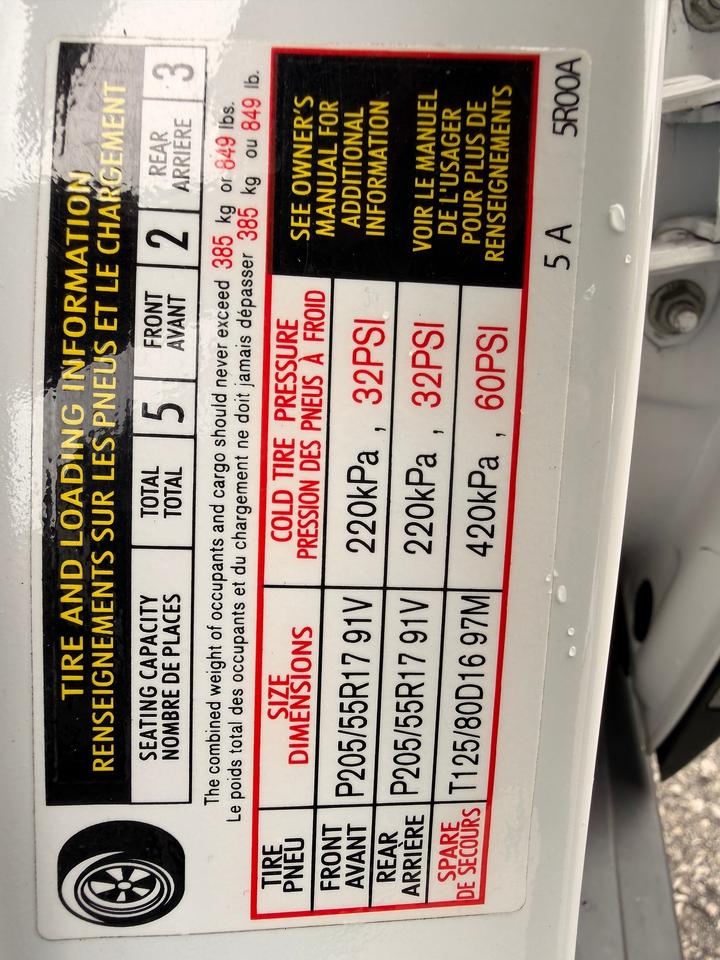 TIRE AND LOADING INFORMATION
RENSEIGNEMENTS SUR LES PNEUS ET LE CHARGEMENT
SEATING CAPACITY
NOMBRE DE PLACES
TOTAL
TOTAL
5
FRONT
AVANT
2
REAR
ARRIERE
3
The combined weight of occupants and cargo should never exceed 385 kg or 849 lbs.
Le poids total des occupants et du chargement ne doit jamais dépasser 385 kg ou 849 lb.
TIRE
PNEU
SIZE
DIMENSIONS
COLD TIRE PRESSURE
PRESSION DES PNEUS À FROID
FRONT
AVANT
P205/55R17 91V
220kPa , 32PSI
REAR
ARRIÈRE
P205/55R17 91V
220kPa , 32PSI
SPARE
DE SECOURS
T125/80D16 97M
420kPa , 60PSI
SEE OWNER'S
MANUAL FOR
ADDITIONAL
INFORMATION
VOIR LE MANUEL
DE L'USAGER
POUR PLUS DE
RENSEIGNEMENTS
5 A 5R00A